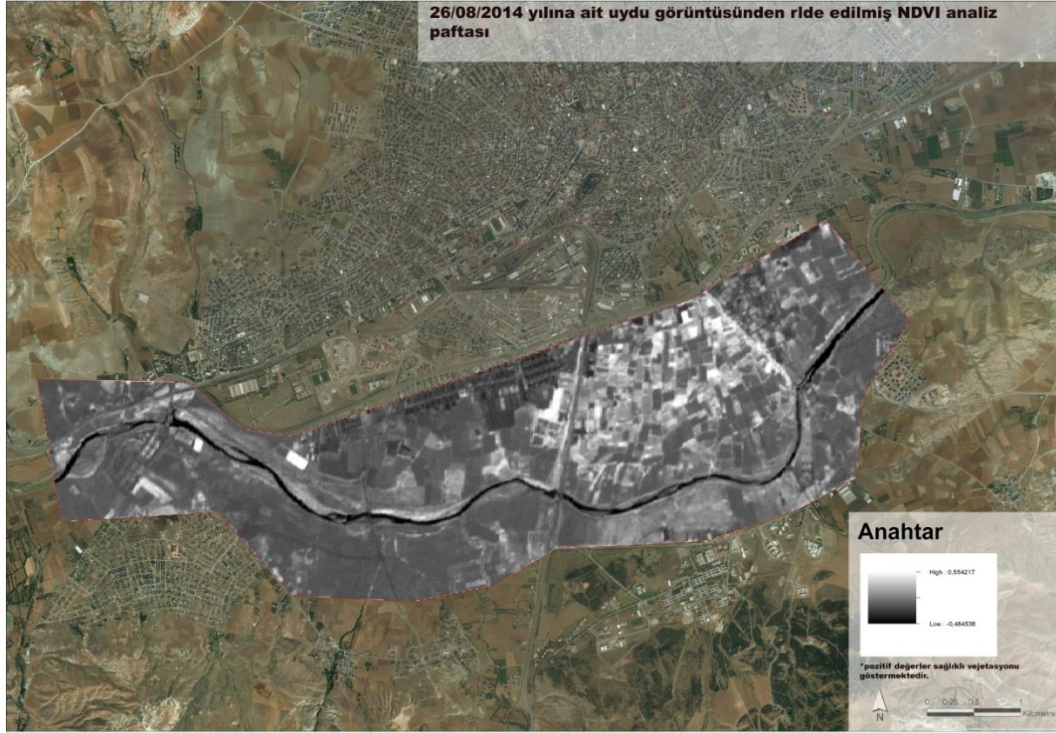 26/08/2014 yılına ait uydu görüntüsünden rlde edilmiş NDVI analiz
paftası
Anahtar
High : 0,554217
Low : -0,484536
*pozitif değerler sağlıklı vejetasyonu
göstermektedir.
N
0 0.25 0.5 1
Kilometre